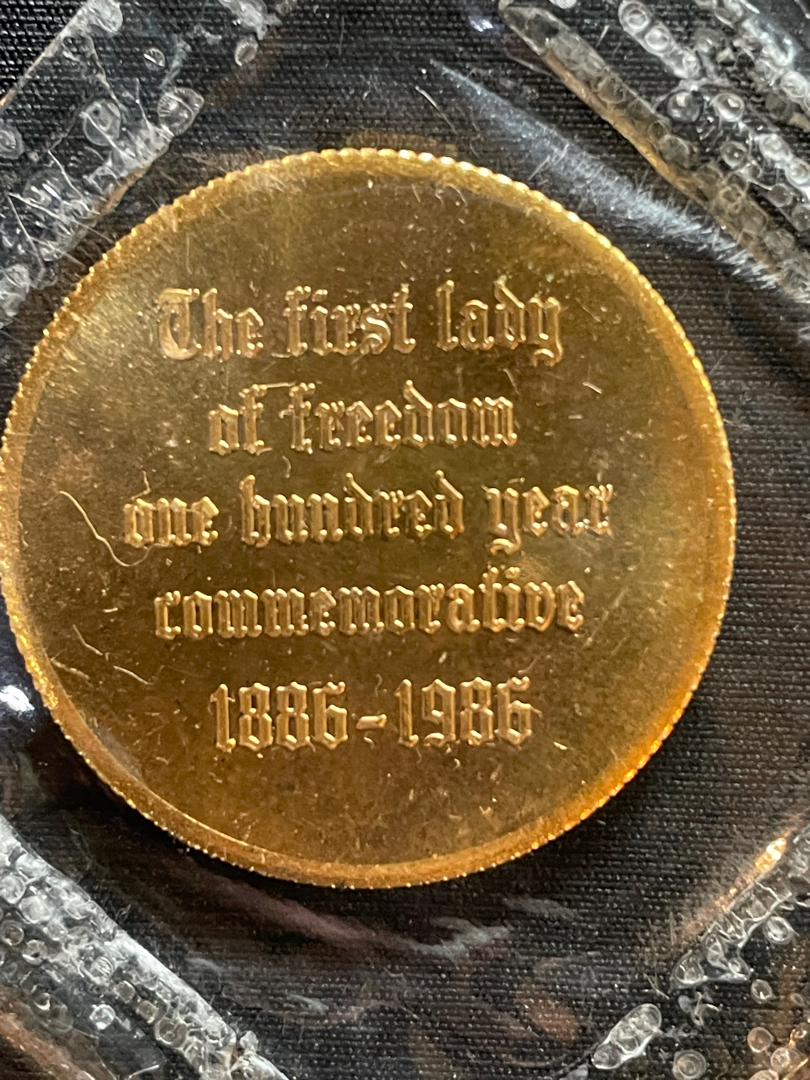 The first lady
of freedom
one hundred year
commemorative
1886-1986